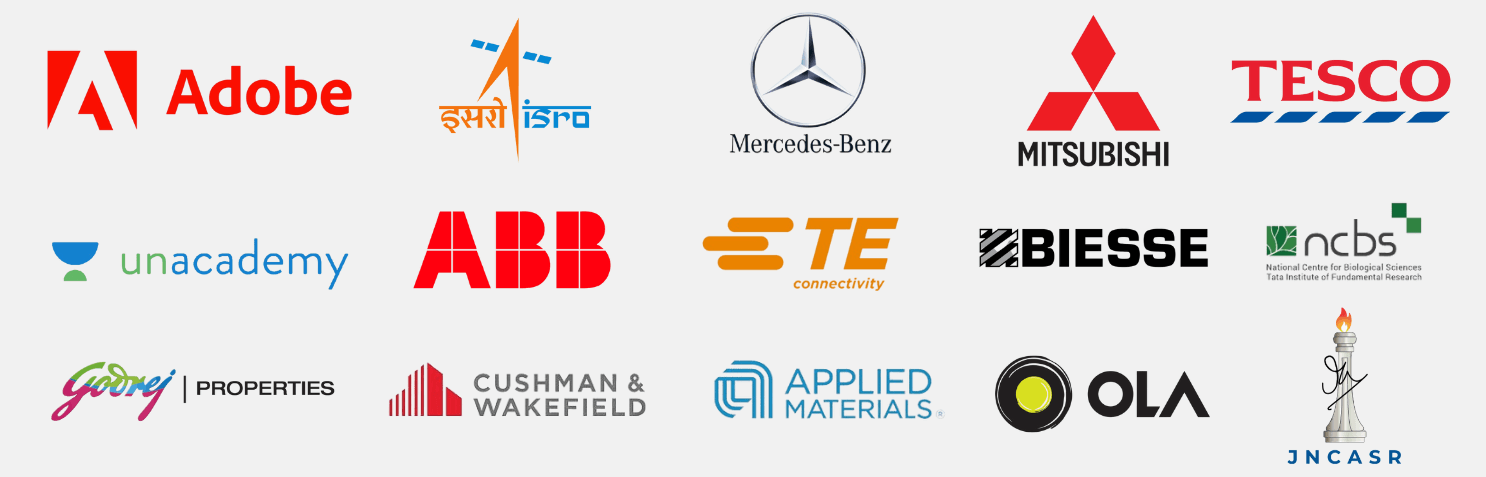 Adobe
इसरो isro
Mercedes-Benz
MITSUBISHI
TESCO
unacademy
ABB
TE
connectivity
BIESSE
ncbs
National Centre for Biological Sciences
Tata Institute of Fundamental Research
Godrej | PROPERTIES
CUSHMAN &
WAKEFIELD
APPLIED
MATERIALS®
OLA
JNCASR